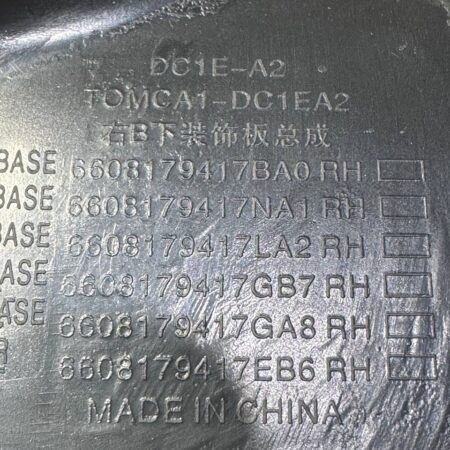 DC1E-A2
TOMCA1-DC1EA2
右B下装饰板总成
BASE 6608179417BA0 RH
BASE 6608179417NA1 RH
BASE 6608179417LA2 RH
BASE 6608179417GB7 RH
BASE 6608179417GA8 RH
R 6608179417EB6 RH
MADE IN CHINA